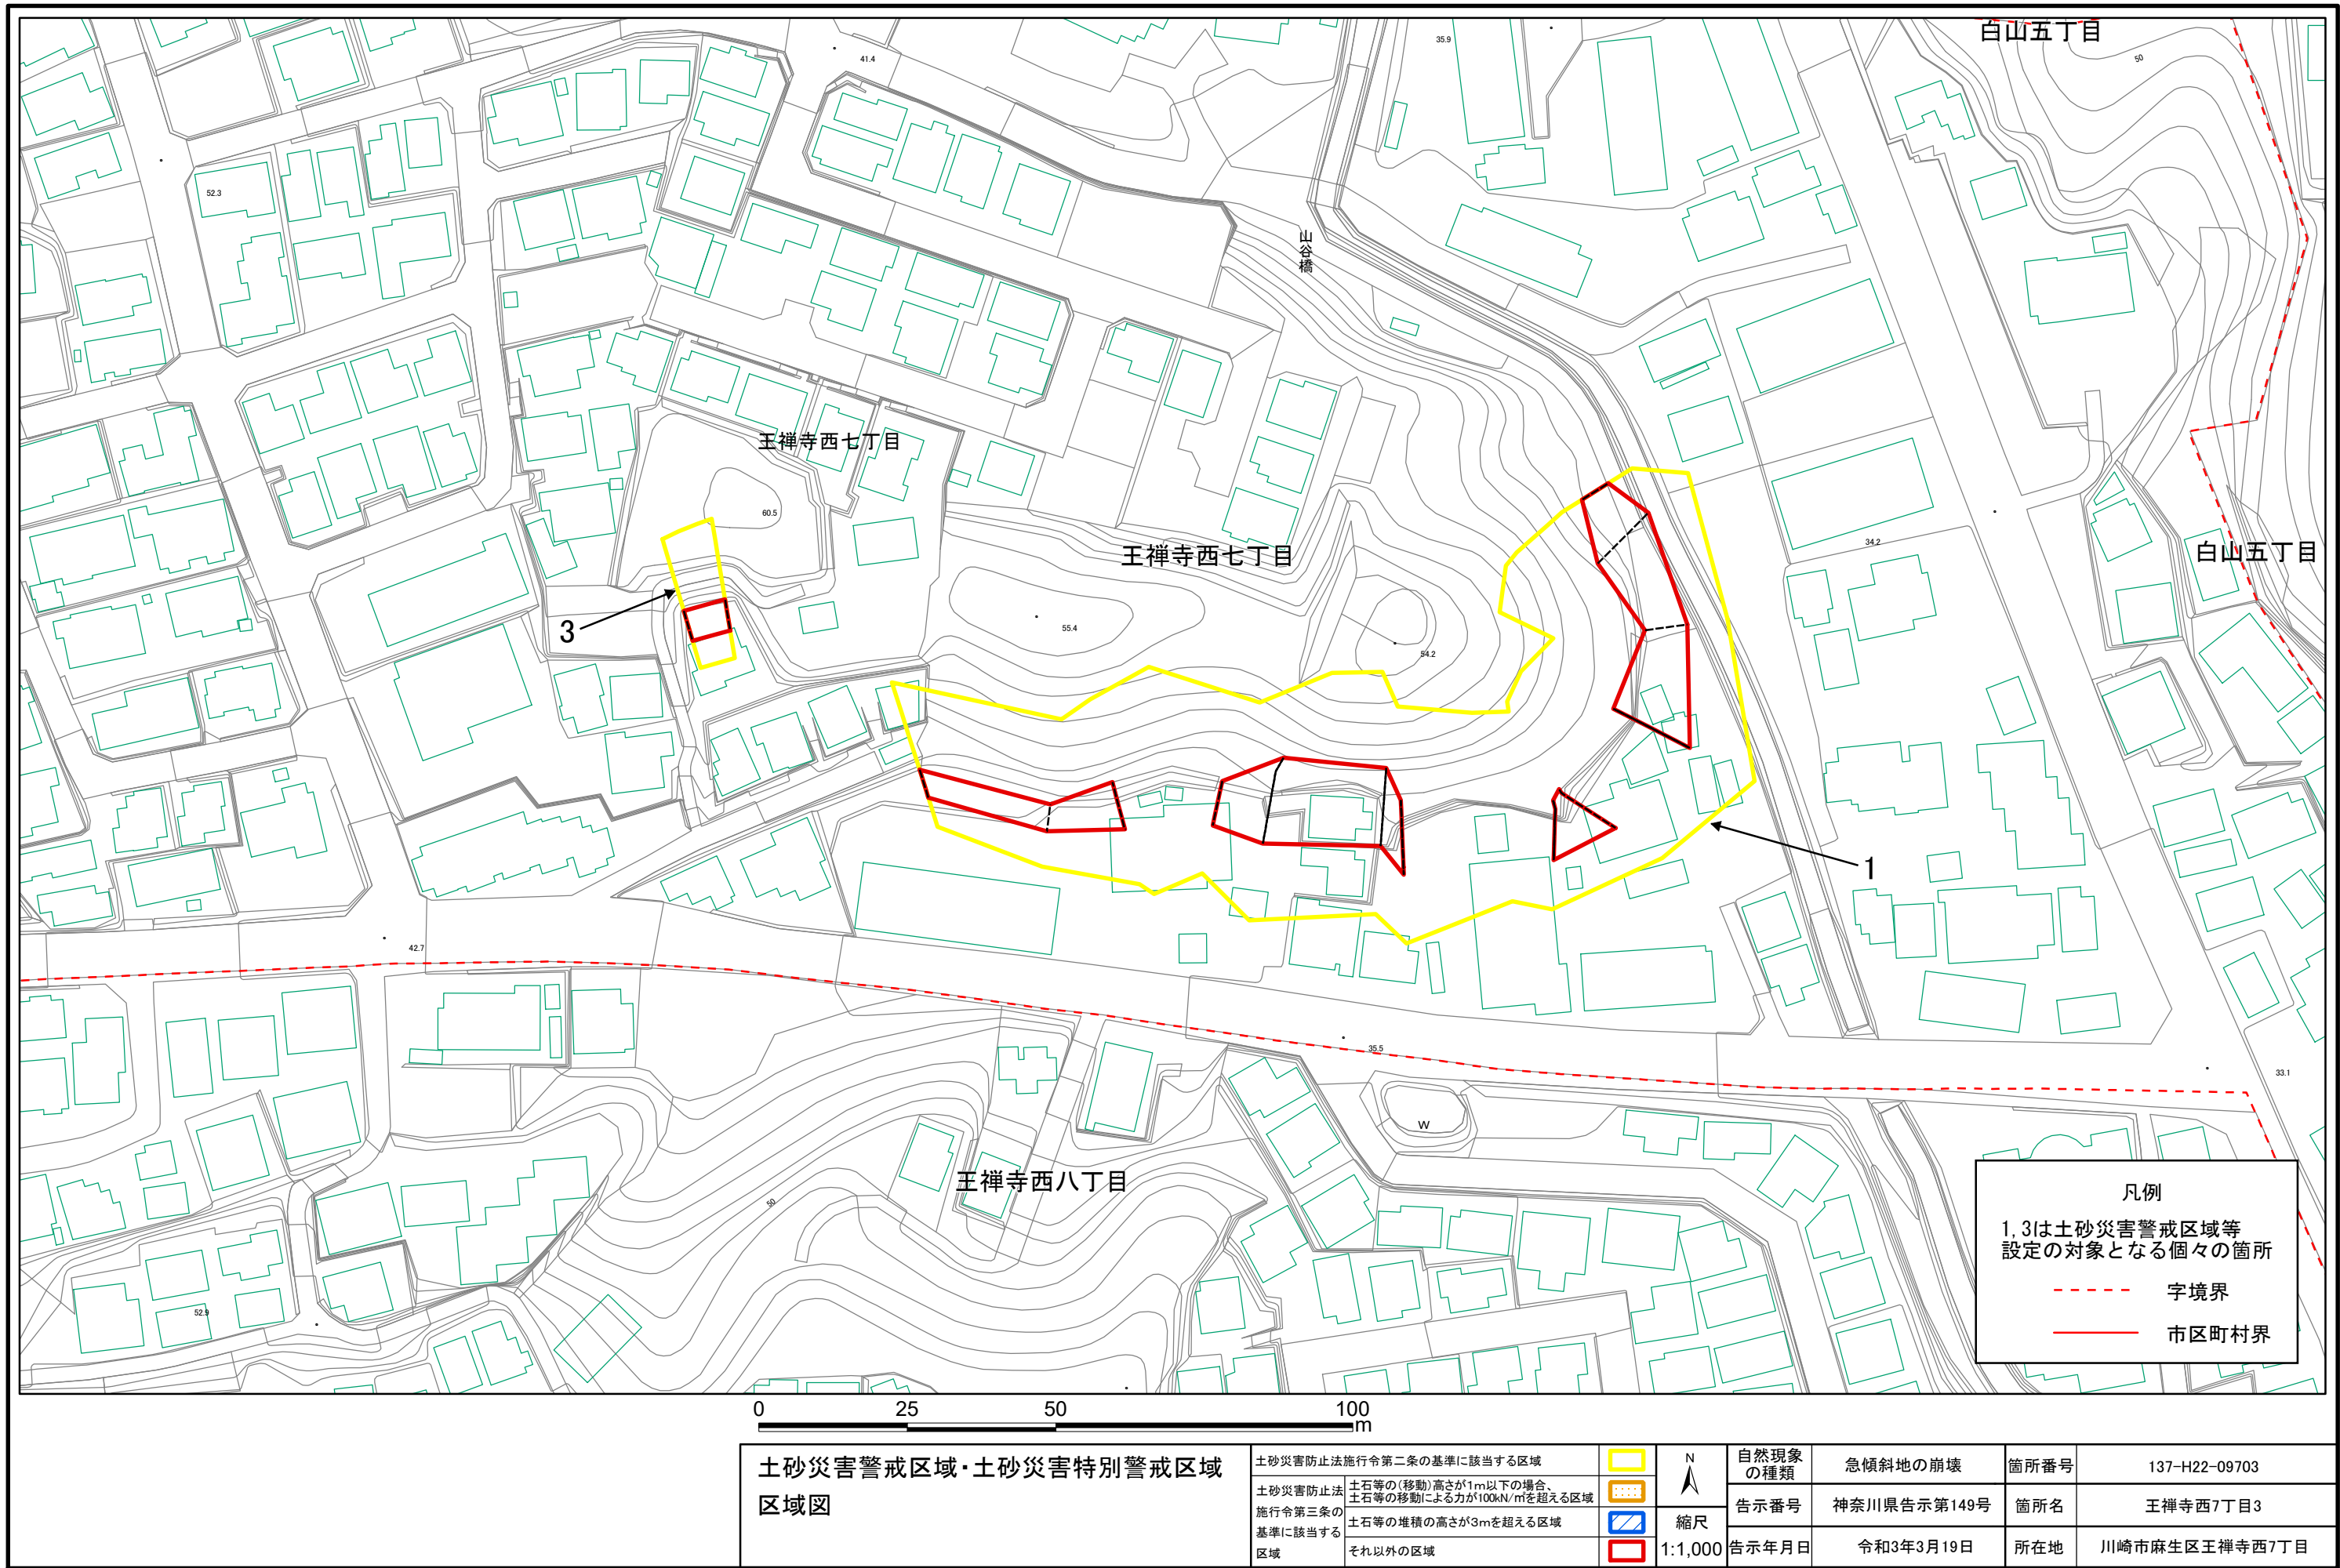 白山五丁目
35.9
50
41.4
52.3
山谷橋
王禅寺西七丁目
60.5
34.2
王禅寺西七丁目
白山五丁目
3
55.4
54.2
1
42.7
35.5
33.1
W
王禅寺西八丁目
50
52.9
凡例
1,3は土砂災害警戒区域等
設定の対象となる個々の箇所
字境界
市区町村界
0 25 50 100
m
土砂災害警戒区域・土砂災害特別警戒区域
区域図
土砂災害防止法施行令第二条の基準に該当する区域
土砂災害防止法
施行令第三条の
基準に該当する
区域
土石等の(移動)高さが1m以下の場合、
土石等の移動による力が100kN/㎡を超える区域
土石等の堆積の高さが3mを超える区域
それ以外の区域
N
縮尺
1:1,000
自然現象
の種類
急傾斜地の崩壊
箇所番号
137-H22-09703
告示番号
神奈川県告示第149号
箇所名
王禅寺西7丁目3
告示年月日
令和3年3月19日
所在地
川崎市麻生区王禅寺西7丁目